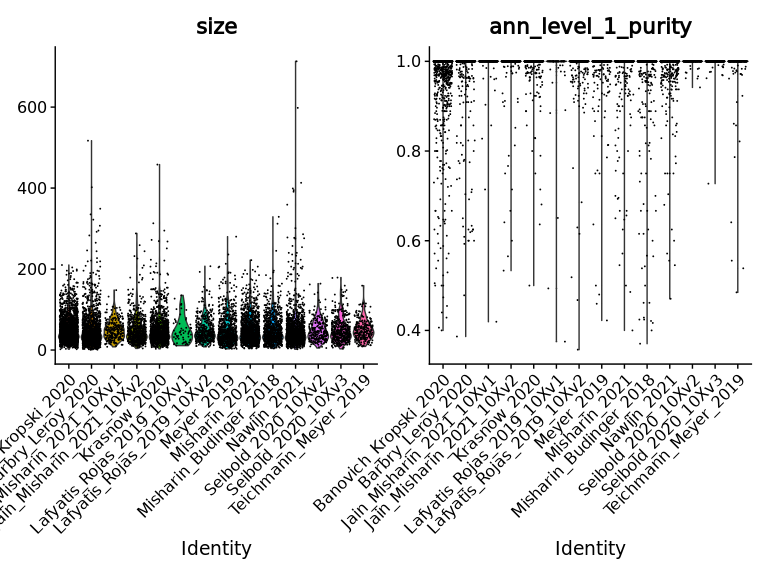 size
600
400
200
0
Kropski_2020
Barbry_Leroy_2020
Misharin_2021_10Xv1
Jain_Misharin_2021_10Xv2
Krasnow_2020
Lafyatis_Rojas_2019_10Xv1
Lafyatis_Rojas_2019_10Xv2
Meyer_2019
Misharin_2021
Misharin_Budinger_2018
Nawijn_2021
Seibold_2020_10Xv2
Seibold_2020_10Xv3
Teichmann_Meyer_2019
Identity
ann_level_1_purity
1.0
0.8
0.6
0.4
Banovich_Kropski_2020
Barbry_Leroy_2020
Jain_Misharin_2021_10Xv1
Jain_Misharin_2021_10Xv2
Krasnow_2020
Lafyatis_Rojas_2019_10Xv1
Lafyatis_Rojas_2019_10Xv2
Meyer_2019
Misharin_2021
Misharin_Budinger_2018
Nawijn_2021
Seibold_2020_10Xv2
Seibold_2020_10Xv3
Teichmann_Meyer_2019
Identity